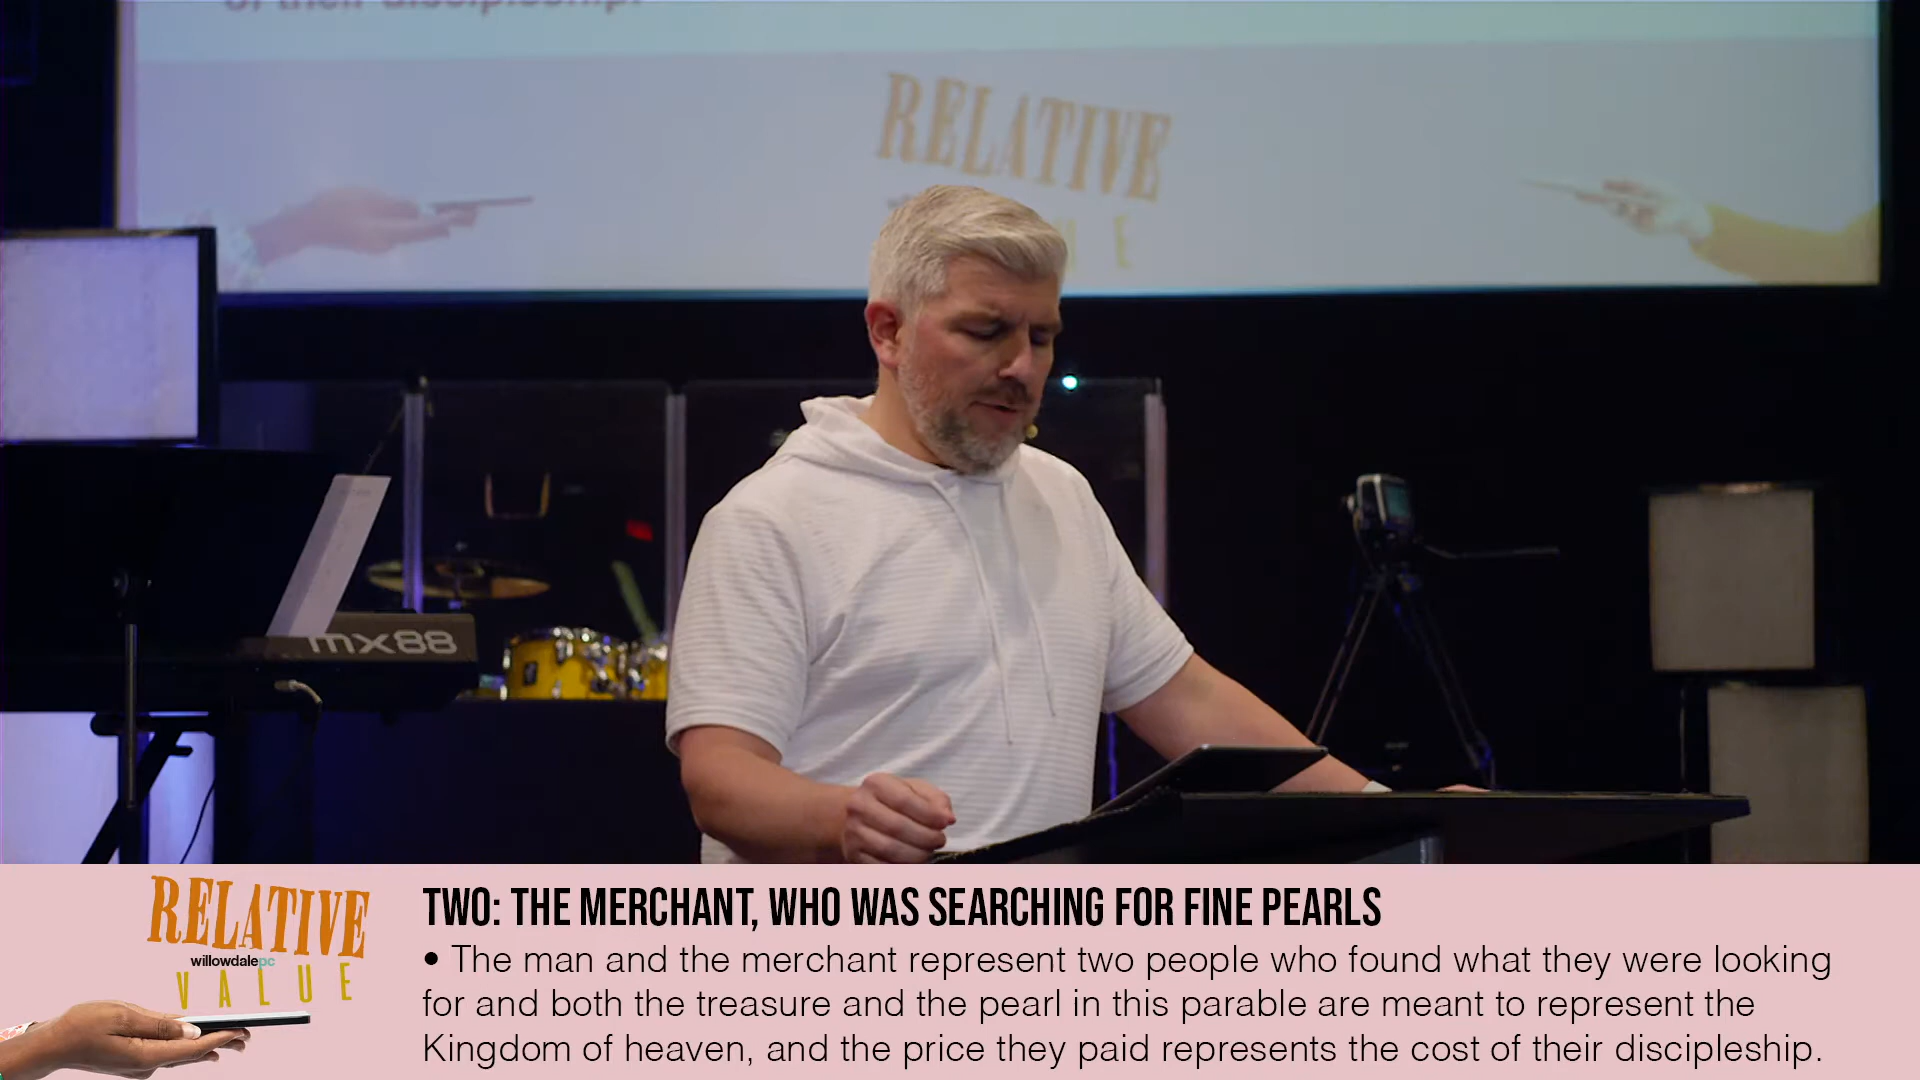 of their discipleship.
RELATIVE
E
mx88
RELATIVE
willowdalepc
VALUE
TWO: THE MERCHANT, WHO WAS SEARCHING FOR FINE PEARLS
• The man and the merchant represent two people who found what they were looking
for and both the treasure and the pearl in this parable are meant to represent the
Kingdom of heaven, and the price they paid represents the cost of their discipleship.